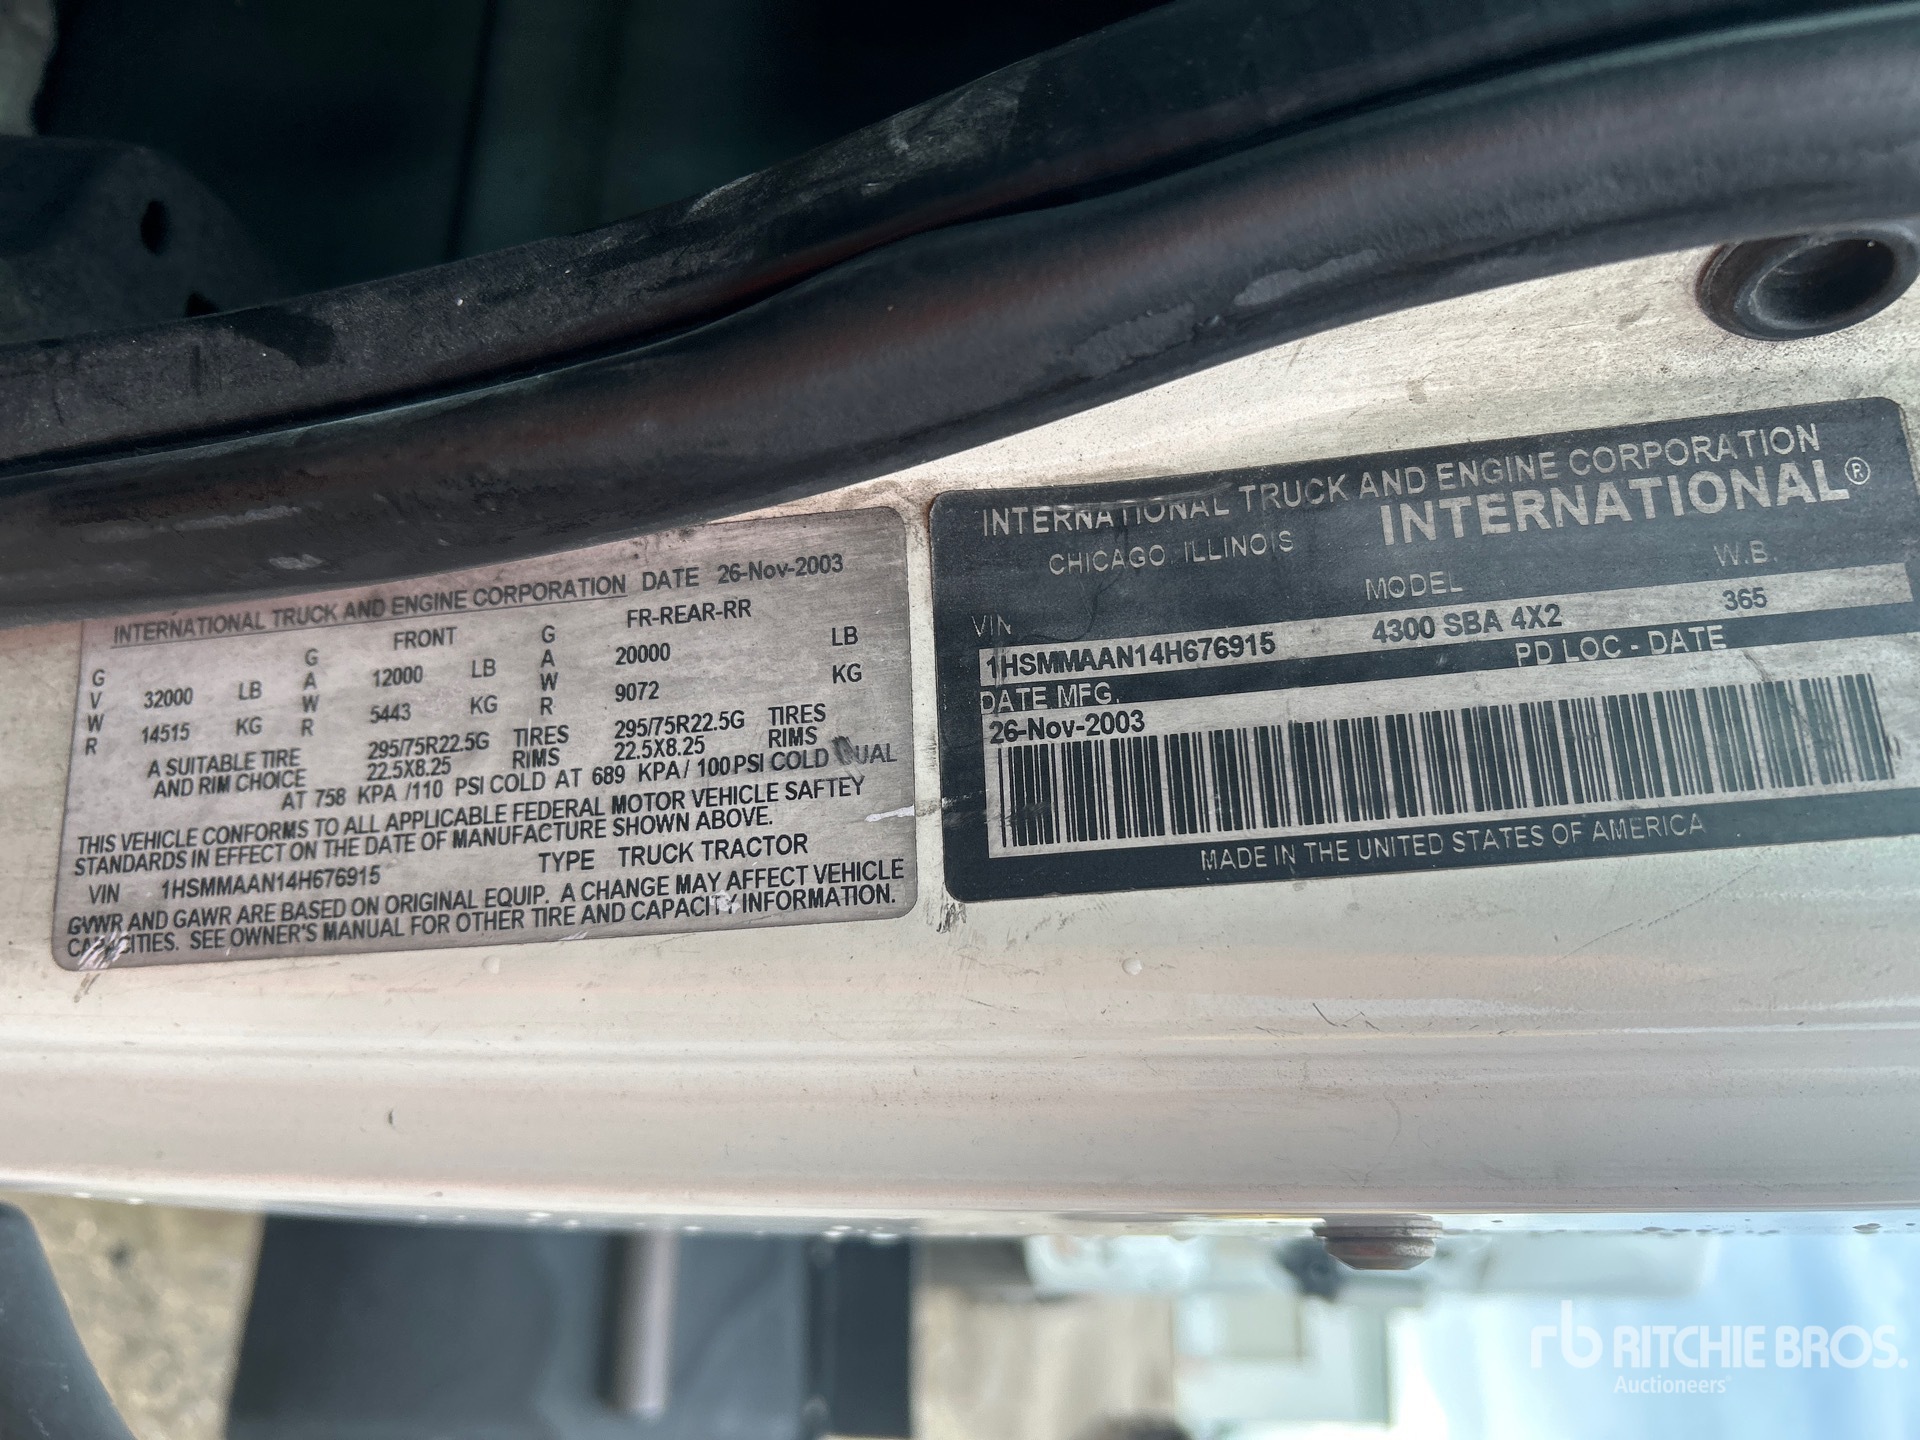 INTERNATIONAL TRUCK AND ENGINE CORPORATION DATE 26-Nov-2003
FRONT FR-REAR-RR
GVWR 32000 LB GAWR 12000 LB GAWR 20000 LB
14515 KG 5443 KG 9072 KG
A SUITABLE TIRE 295/75R22.5G TIRES 295/75R22.5G TIRES
AND RIM CHOICE 22.5X8.25 RIMS 22.5X8.25 RIMS
AT 758 KPA /110 PSI COLD AT 689 KPA/ 100PSI COLD DUAL
THIS VEHICLE CONFORMS TO ALL APPLICABLE FEDERAL MOTOR VEHICLE SAFTEY
STANDARDS IN EFFECT ON THE DATE OF MANUFACTURE SHOWN ABOVE.
VIN 1HSMMAAN14H676915 TYPE TRUCK TRACTOR
GVWR AND GAWR ARE BASED ON ORIGINAL EQUIP. A CHANGE MAY AFFECT VEHICLE
CAPACITIES. SEE OWNER'S MANUAL FOR OTHER TIRE AND CAPACITY INFORMATION.
INTERNATIONAL TRUCK AND ENGINE CORPORATION
CHICAGO ILLINOIS INTERNATIONAL®
VIN MODEL W.B.
1HSMMAAN14H676915 4300 SBA 4X2 365
DATE MFG. PD LOC - DATE
26-Nov-2003
MADE IN THE UNITED STATES OF AMERICA
rb RITCHIE BROS.
Auctioneers